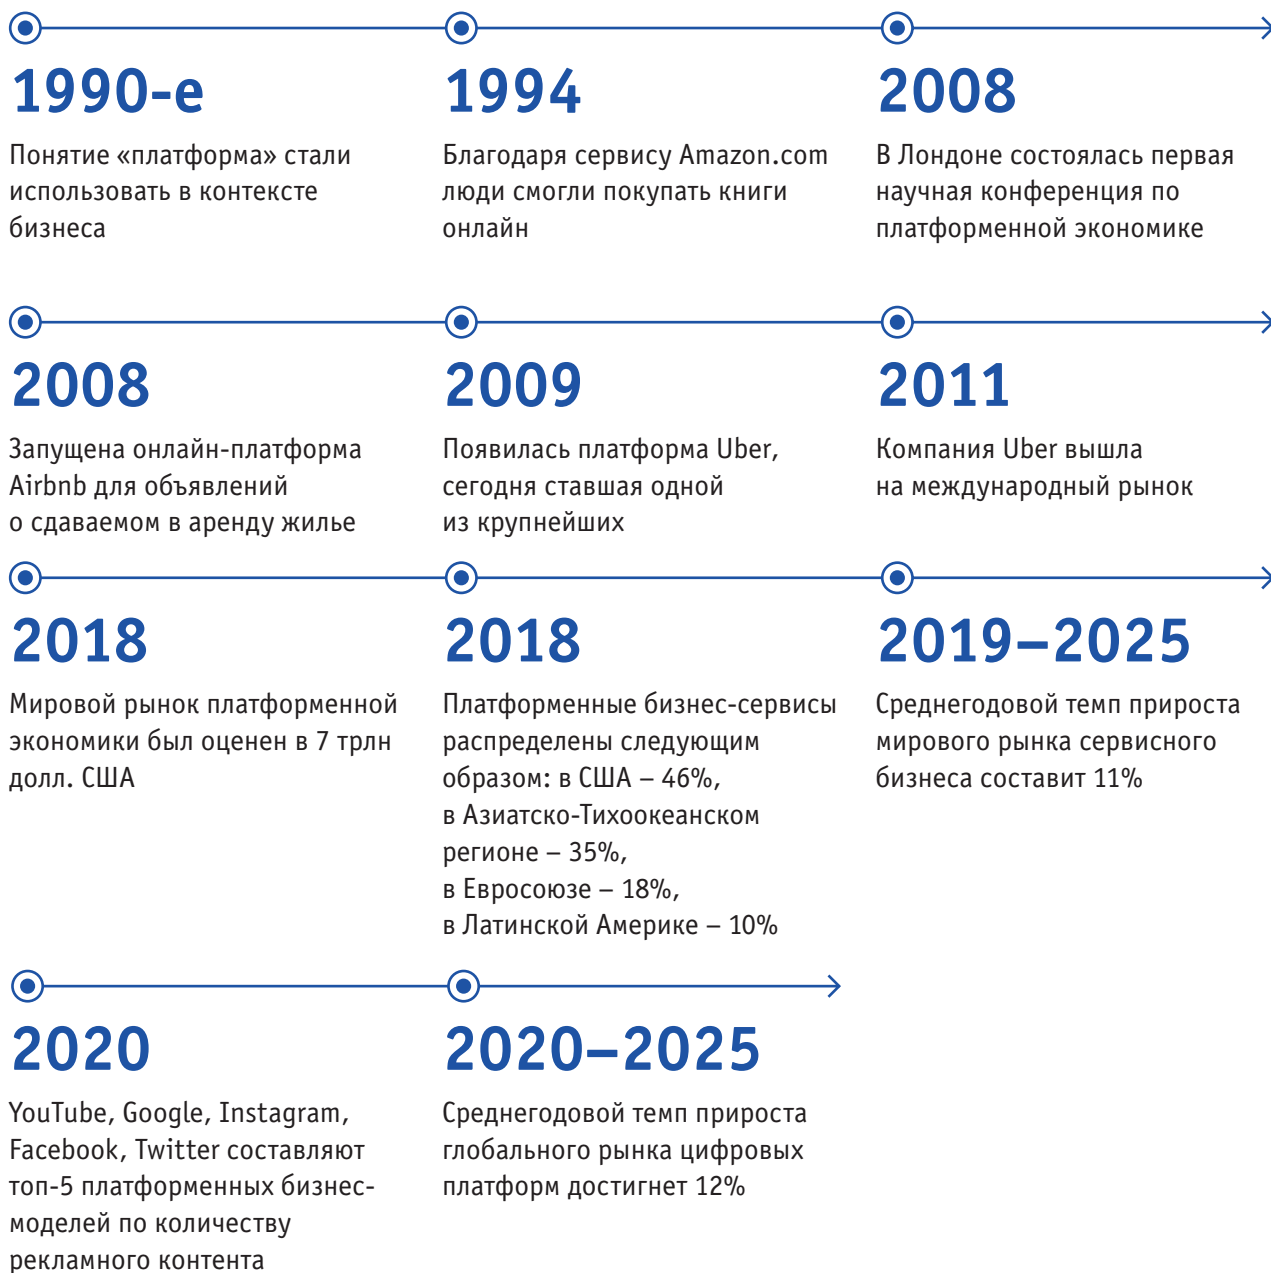 1990-е
Понятие «платформа» стали
использовать в контексте
бизнеса
1994
Благодаря сервису Amazon.com
люди смогли покупать книги
онлайн
2008
В Лондоне состоялась первая
научная конференция по
платформенной экономике
2008
Запущена онлайн-платформа
Airbnb для объявлений
о сдаваемом в аренду жилье
2009
Появилась платформа Uber,
сегодня ставшая одной
из крупнейших
2011
Компания Uber вышла
на международный рынок
2018
Мировой рынок платформенной
экономики был оценен в 7 трлн
долл. США
2018
Платформенные бизнес-сервисы
распределены следующим
образом: в США – 46%,
в Азиатско-Тихоокеанском
регионе – 35%,
в Евросоюзе – 18%,
в Латинской Америке – 10%
2019–2025
Среднегодовой темп прироста
мирового рынка сервисного
бизнеса составит 11%
2020
YouTube, Google, Instagram,
Facebook, Twitter составляют
топ-5 платформенных бизнес-
моделей по количеству
рекламного контента
2020–2025
Среднегодовой темп прироста
глобального рынка цифровых
платформ достигнет 12%